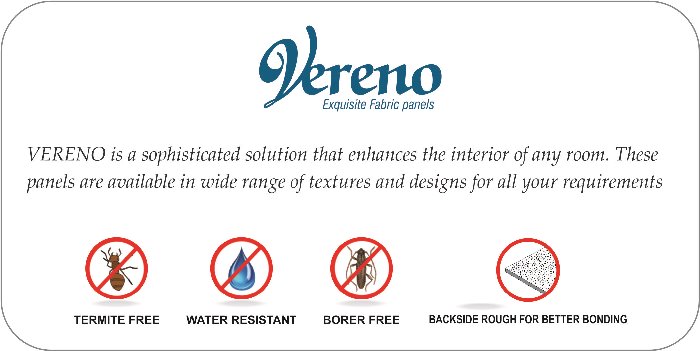 Vereno
Exquisite Fabric panels
VERENO is a sophisticated solution that enhances the interior of any room. These
panels are available in wide range of textures and designs for all your requirements
TERMITE FREE
WATER RESISTANT
BORER FREE
BACKSIDE ROUGH FOR BETTER BONDING